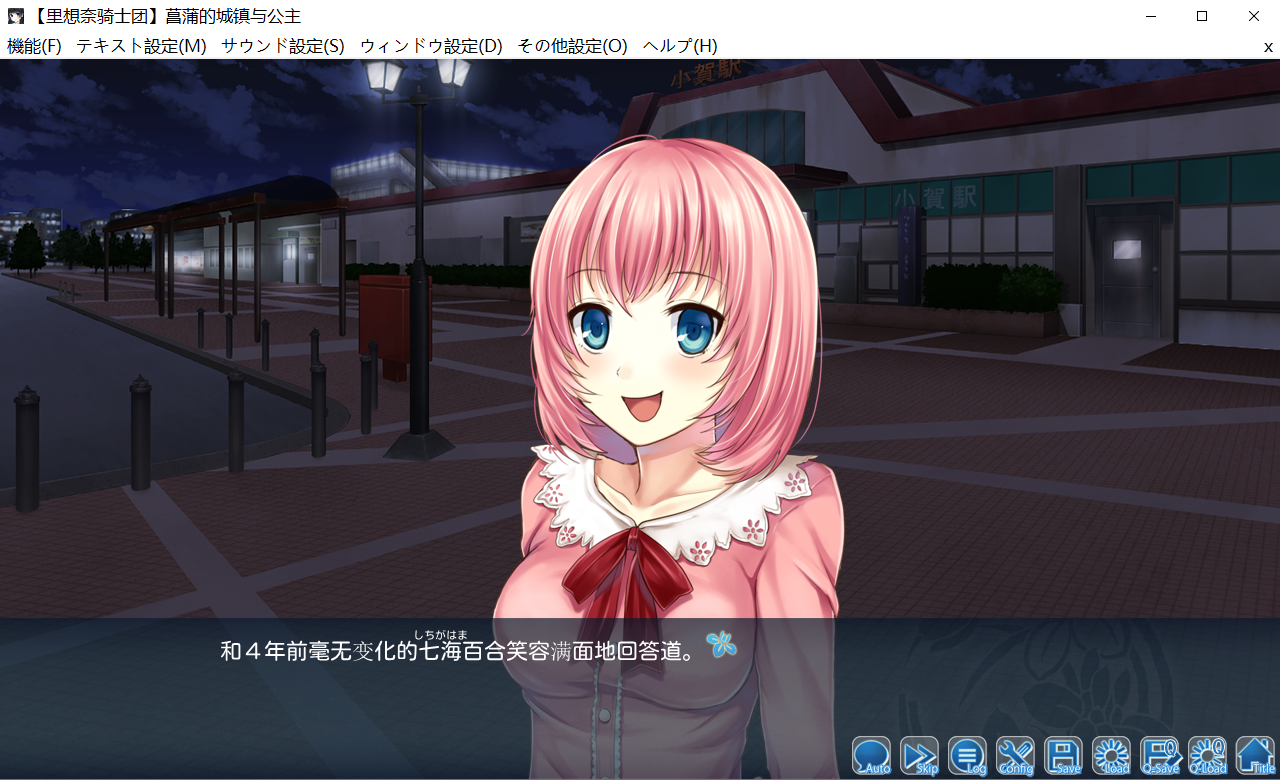 【里想奈骑士团】菖蒲的城镇与公主
機能(F) テキスト設定(M) サウンド設定(S) ウィンドウ設定(D) その他設定(O) ヘルプ(H) x
小賀駅
小賀駅
しちがはま
和４年前毫无变化的七海百合笑容满面地回答道。
Auto Skip Log Config Save Load Q-Save Q-Load Title